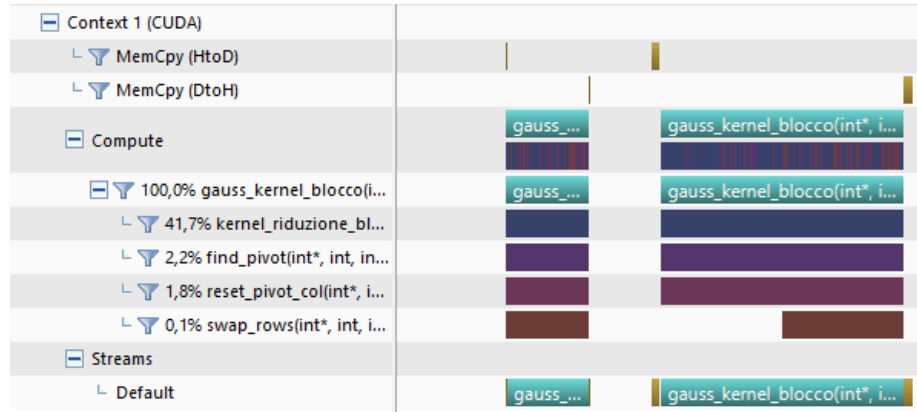 Context 1 (CUDA)
MemCpy (HtoD)
MemCpy (DtoH)
gauss_... gauss_kernel_blocco(int*, i...
Compute
100,0% gauss_kernel_blocco(i... gauss_... gauss_kernel_blocco(int*, i...
41,7% kernel_riduzione_bl...
2,2% find_pivot(int*, int, in...
1,8% reset_pivot_col(int*, i...
0,1% swap_rows(int*, int, i...
Streams
Default gauss_... gauss_kernel_blocco(int*, i...